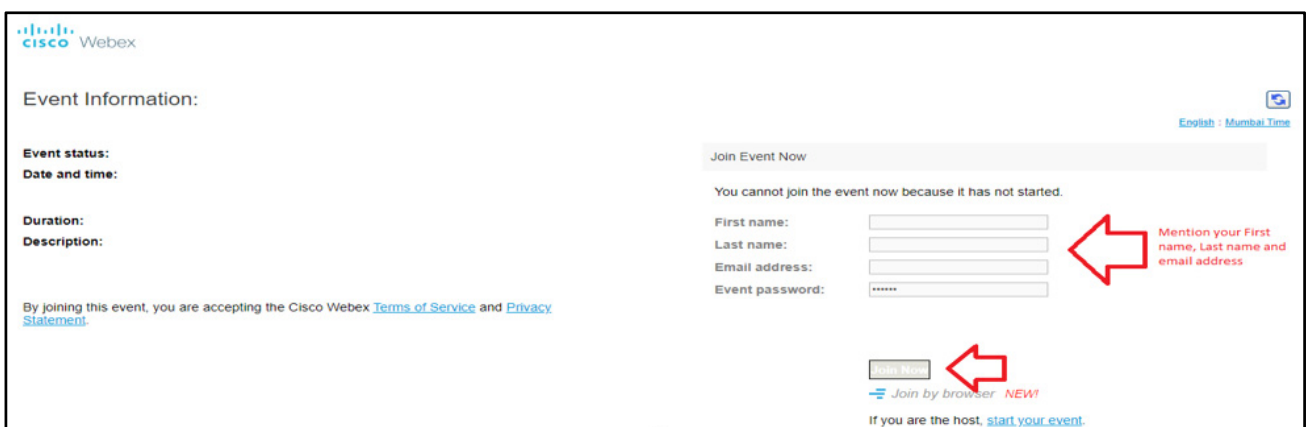 CISCO Webex
Event Information:
English : Mumbai Time
Event status:
Date and time:
Duration:
Description:
By joining this event, you are accepting the Cisco Webex Terms of Service and Privacy
Statement.
Join Event Now
You cannot join the event now because it has not started.
First name:
Last name:
Email address:
Event password:
Mention your First
name, Last name and
email address
Join Now
Join by browser NEW!
If you are the host, start your event.